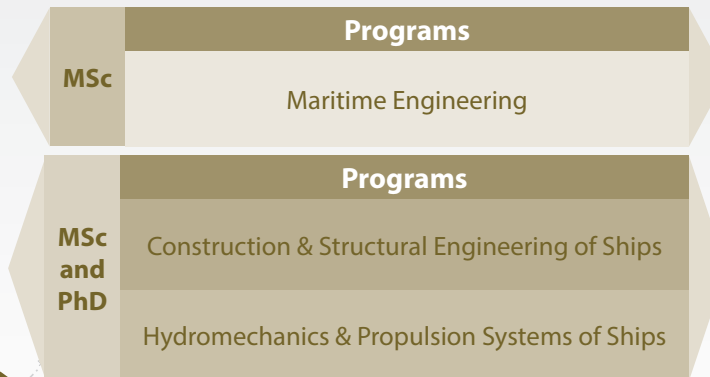 Programs
MSc
Maritime Engineering
Programs
MSc
and
PhD
Construction & Structural Engineering of Ships
Hydromechanics & Propulsion Systems of Ships